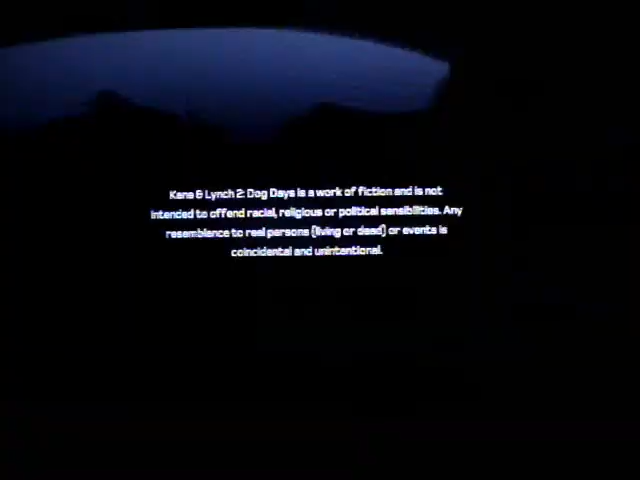 Kane & Lynch 2: Dog Days is a work of fiction and is not
intended to offend racial, religious or political sensibilities. Any
resemblance to real persons (living or dead) or events is
coincidental and unintentional.